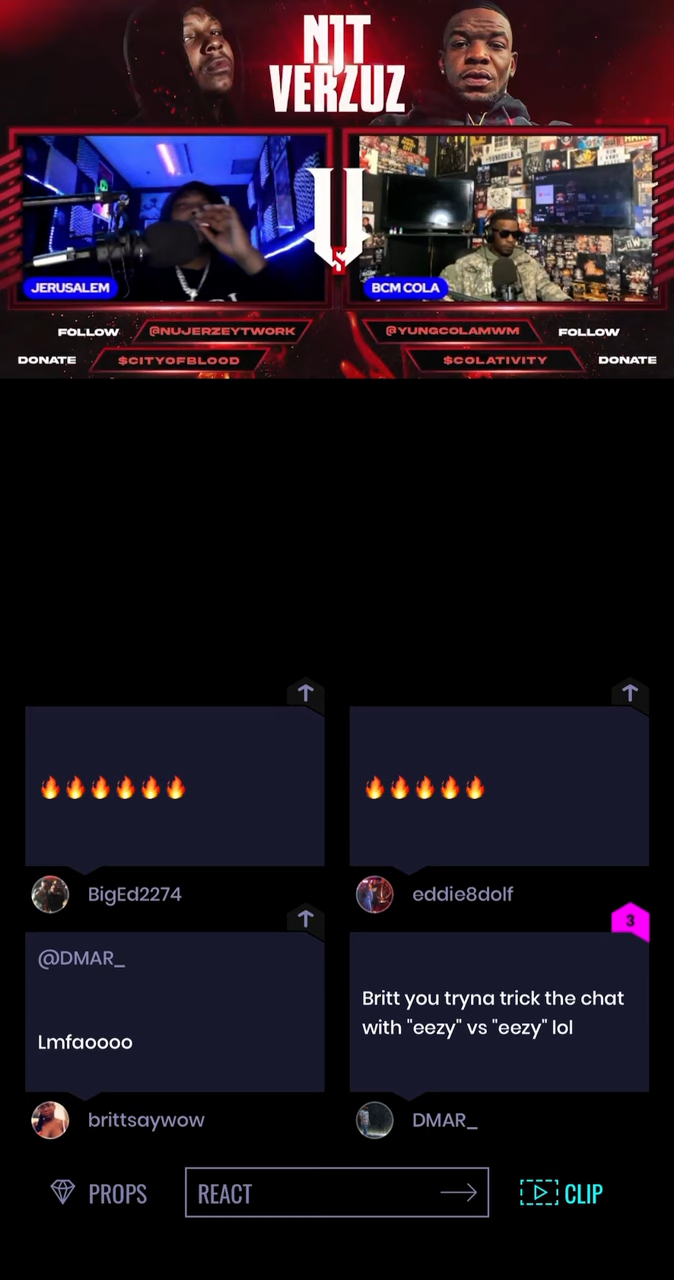 NJT
VERZUZ
VS
JERUSALEM
BCM COLA
FOLLOW
@NUJERZEYTWORK
@YUNGCOLAMWM
FOLLOW
DONATE
$CITYOFBLOOD
$COLATIVITY
DONATE
🔥🔥🔥🔥🔥🔥
BigEd2274
🔥🔥🔥🔥🔥
eddie8dolf
@DMAR_
Lmfaoooo
brittsaywow
3
Britt you tryna trick the chat
with "eezy" vs "eezy" lol
DMAR_
PROPS
REACT
CLIP